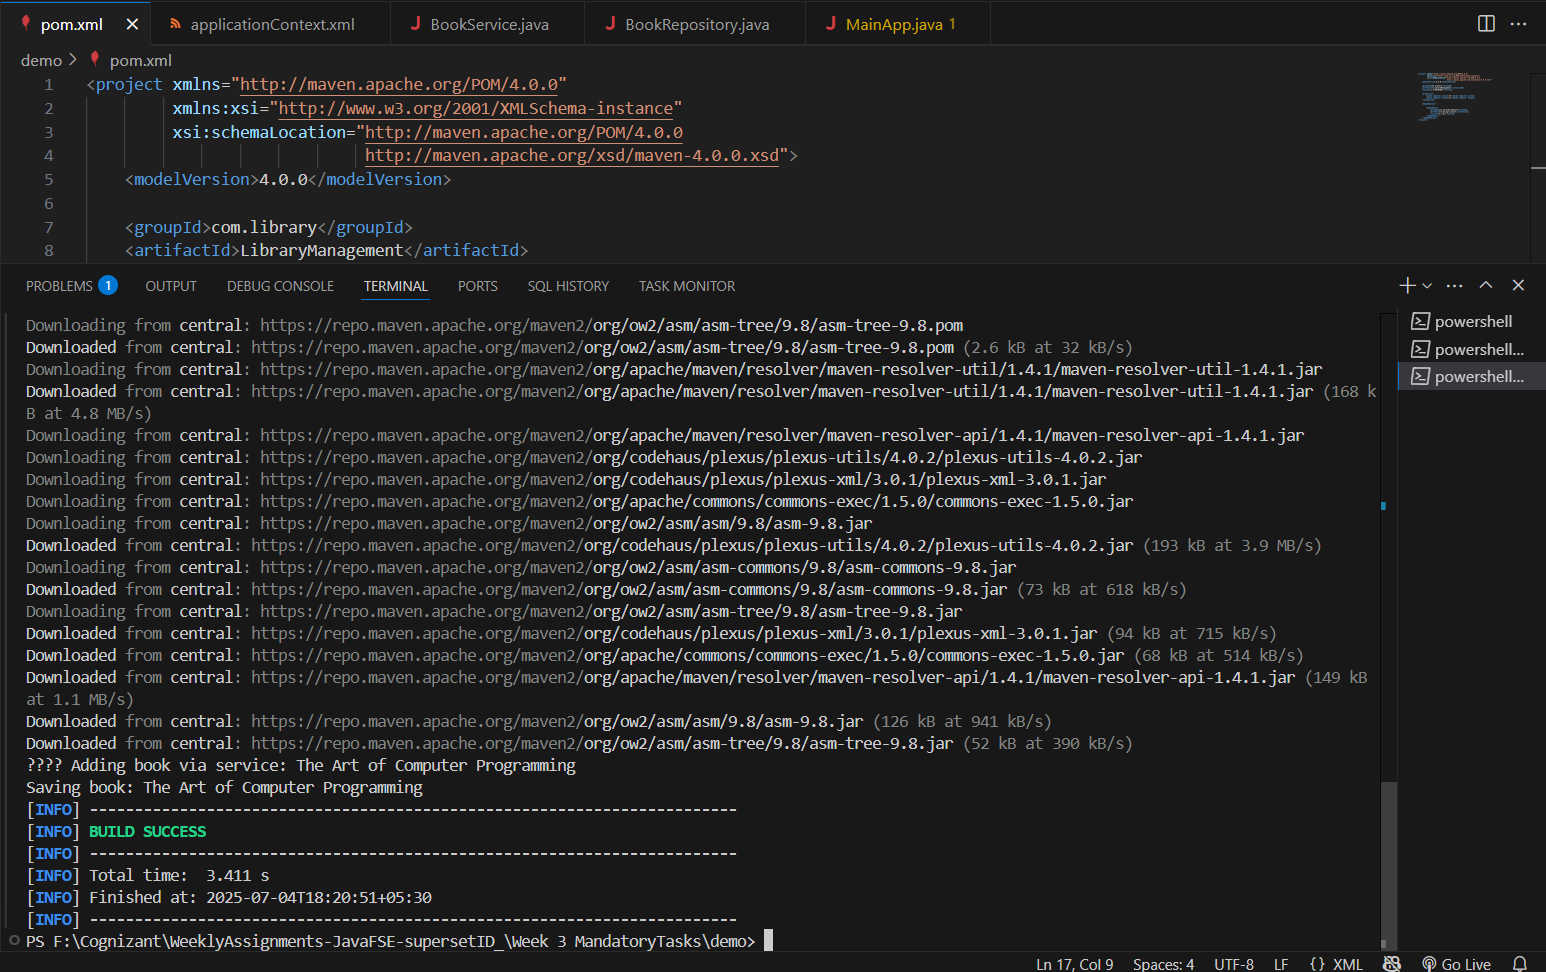 pom.xml
applicationContext.xml
J BookService.java
J BookRepository.java
J MainApp.java 1
demo > pom.xml
1 <project xmlns="http://maven.apache.org/POM/4.0.0"
2 xmlns:xsi="http://www.w3.org/2001/XMLSchema-instance"
3 xsi:schemaLocation="http://maven.apache.org/POM/4.0.0
4 http://maven.apache.org/xsd/maven-4.0.0.xsd">
5 <modelVersion>4.0.0</modelVersion>
6
7 <groupId>com.library</groupId>
8 <artifactId>LibraryManagement</artifactId>
PROBLEMS 1 OUTPUT DEBUG CONSOLE TERMINAL PORTS SQL HISTORY TASK MONITOR
Downloading from central: https://repo.maven.apache.org/maven2/org/ow2/asm/asm-tree/9.8/asm-tree-9.8.pom
Downloaded from central: https://repo.maven.apache.org/maven2/org/ow2/asm/asm-tree/9.8/asm-tree-9.8.pom (2.6 kB at 32 kB/s)
Downloading from central: https://repo.maven.apache.org/maven2/org/apache/maven/resolver/maven-resolver-util/1.4.1/maven-resolver-util-1.4.1.jar
Downloaded from central: https://repo.maven.apache.org/maven2/org/apache/maven/resolver/maven-resolver-util/1.4.1/maven-resolver-util-1.4.1.jar (168 k
B at 4.8 MB/s)
Downloading from central: https://repo.maven.apache.org/maven2/org/apache/maven/resolver/maven-resolver-api/1.4.1/maven-resolver-api-1.4.1.jar
Downloading from central: https://repo.maven.apache.org/maven2/org/codehaus/plexus/plexus-utils/4.0.2/plexus-utils-4.0.2.jar
Downloading from central: https://repo.maven.apache.org/maven2/org/codehaus/plexus/plexus-xml/3.0.1/plexus-xml-3.0.1.jar
Downloading from central: https://repo.maven.apache.org/maven2/org/apache/commons/commons-exec/1.5.0/commons-exec-1.5.0.jar
Downloading from central: https://repo.maven.apache.org/maven2/org/ow2/asm/asm/9.8/asm-9.8.jar
Downloaded from central: https://repo.maven.apache.org/maven2/org/codehaus/plexus/plexus-utils/4.0.2/plexus-utils-4.0.2.jar (193 kB at 3.9 MB/s)
Downloading from central: https://repo.maven.apache.org/maven2/org/ow2/asm/asm-commons/9.8/asm-commons-9.8.jar
Downloaded from central: https://repo.maven.apache.org/maven2/org/ow2/asm/asm-commons/9.8/asm-commons-9.8.jar (73 kB at 618 kB/s)
Downloading from central: https://repo.maven.apache.org/maven2/org/ow2/asm/asm-tree/9.8/asm-tree-9.8.jar
Downloaded from central: https://repo.maven.apache.org/maven2/org/codehaus/plexus/plexus-xml/3.0.1/plexus-xml-3.0.1.jar (94 kB at 715 kB/s)
Downloaded from central: https://repo.maven.apache.org/maven2/org/apache/commons/commons-exec/1.5.0/commons-exec-1.5.0.jar (68 kB at 514 kB/s)
Downloaded from central: https://repo.maven.apache.org/maven2/org/apache/maven/resolver/maven-resolver-api/1.4.1/maven-resolver-api-1.4.1.jar (149 kB
at 1.1 MB/s)
Downloaded from central: https://repo.maven.apache.org/maven2/org/ow2/asm/asm/9.8/asm-9.8.jar (126 kB at 941 kB/s)
Downloaded from central: https://repo.maven.apache.org/maven2/org/ow2/asm/asm-tree/9.8/asm-tree-9.8.jar (52 kB at 390 kB/s)
???? Adding book via service: The Art of Computer Programming
Saving book: The Art of Computer Programming
[INFO] ------------------------------------------------------------------------
[INFO] BUILD SUCCESS
[INFO] ------------------------------------------------------------------------
[INFO] Total time:  3.411 s
[INFO] Finished at: 2025-07-04T18:20:51+05:30
[INFO] ------------------------------------------------------------------------
PS F:\Cognizant\WeeklyAssignments-JavaFSE-supersetID_\Week 3 MandatoryTasks\demo>
powershell
powershell...
powershell...
Ln 17, Col 9 Spaces: 4 UTF-8 LF {} XML Go Live